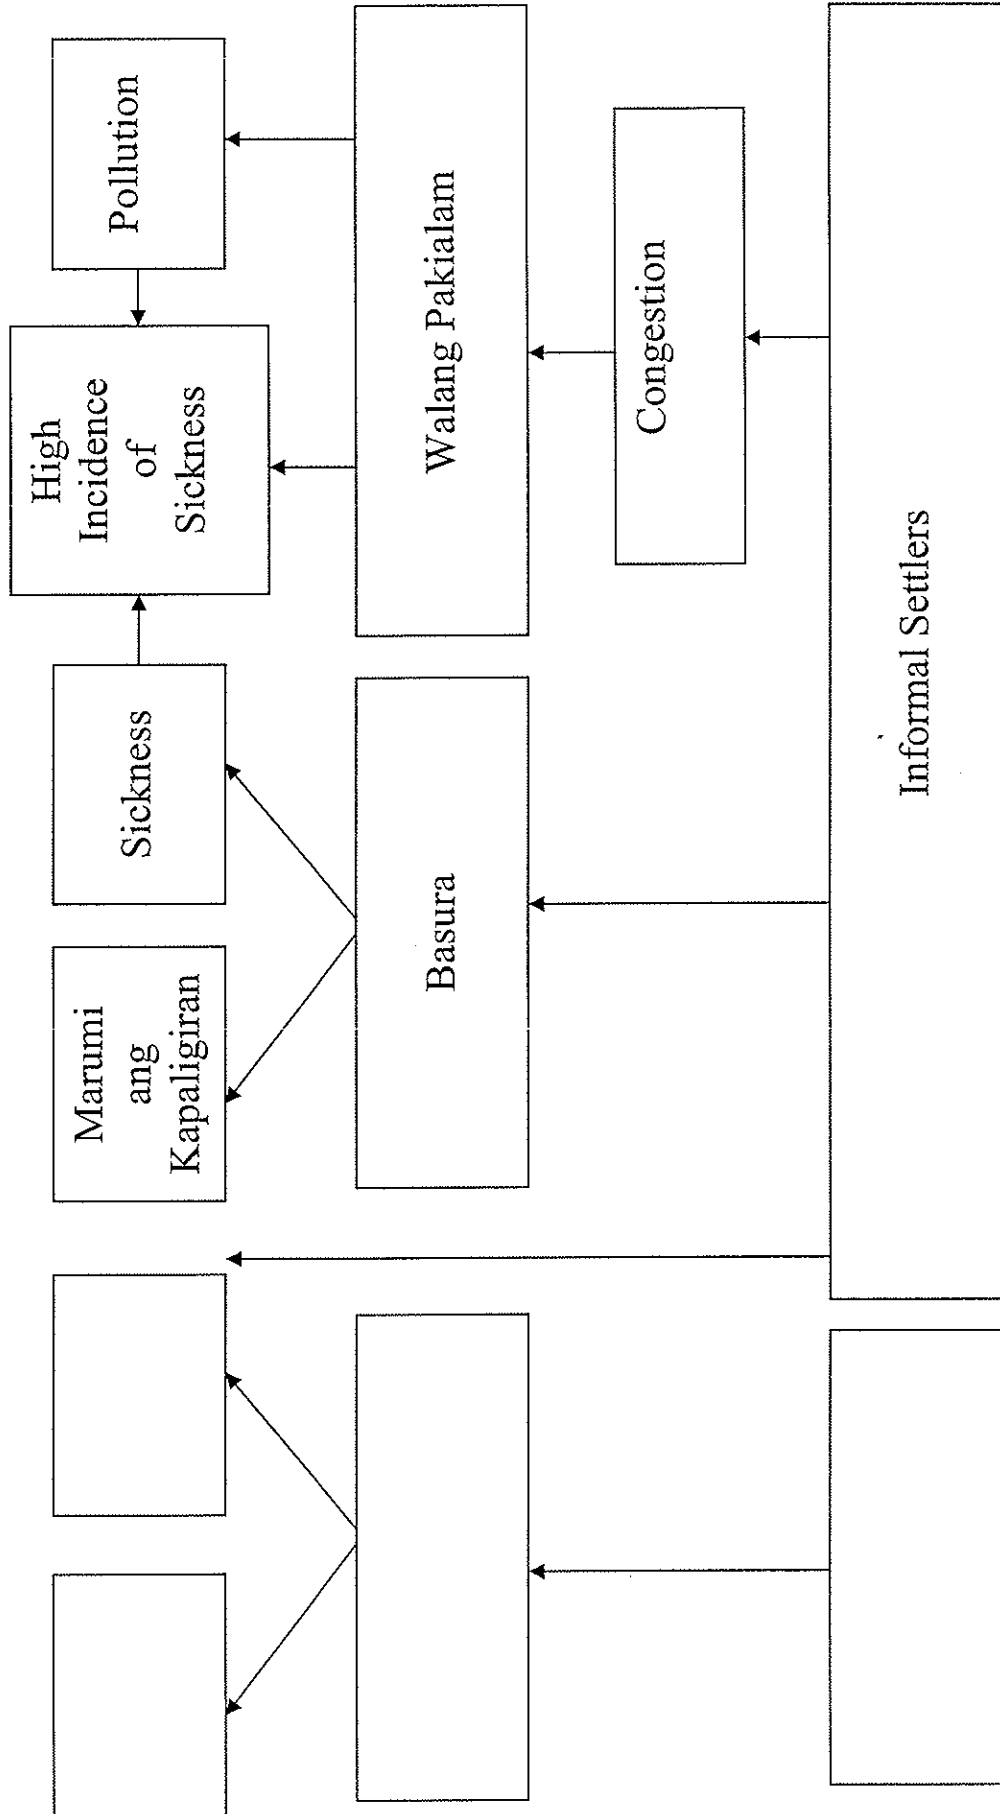 Marumi
ang
Kapaligiran
Sickness
High
Incidence
of
Sickness
Pollution
Basura
Walang Pakialam
Congestion
Informal Settlers